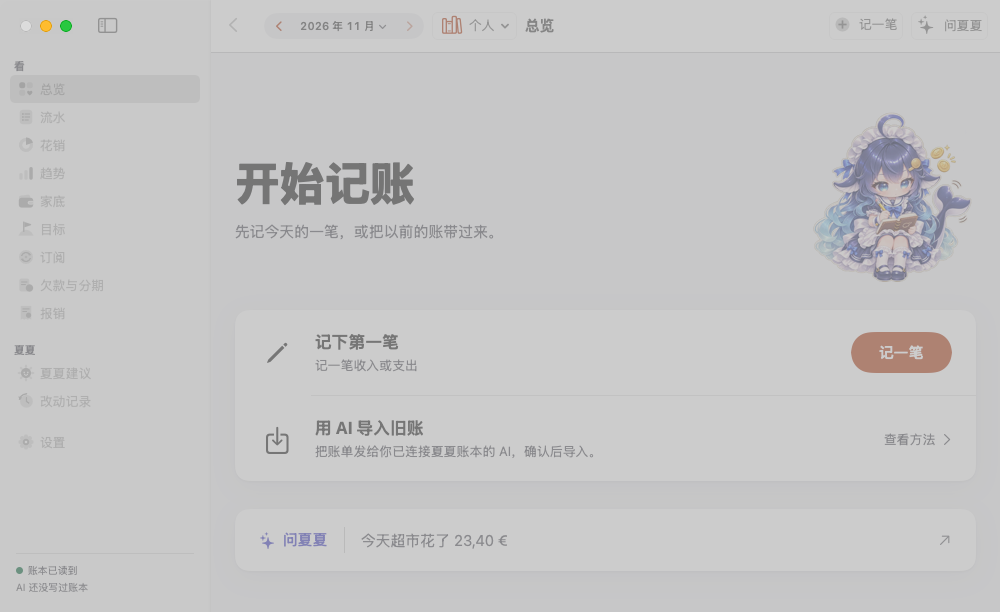 2026 年 11 月
个人
总览
记一笔
问夏夏
看
总览
流水
花销
趋势
家底
目标
订阅
欠款与分期
报销
夏夏
夏夏建议
改动记录
设置
账本已读到
AI 还没写过账本
开始记账
先记今天的一笔，或把以前的账带过来。
记下第一笔
记一笔收入或支出
记一笔
用 AI 导入旧账
把账单发给你已连接夏夏账本的 AI，确认后导入。
查看方法
问夏夏
今天超市花了 23,40 €